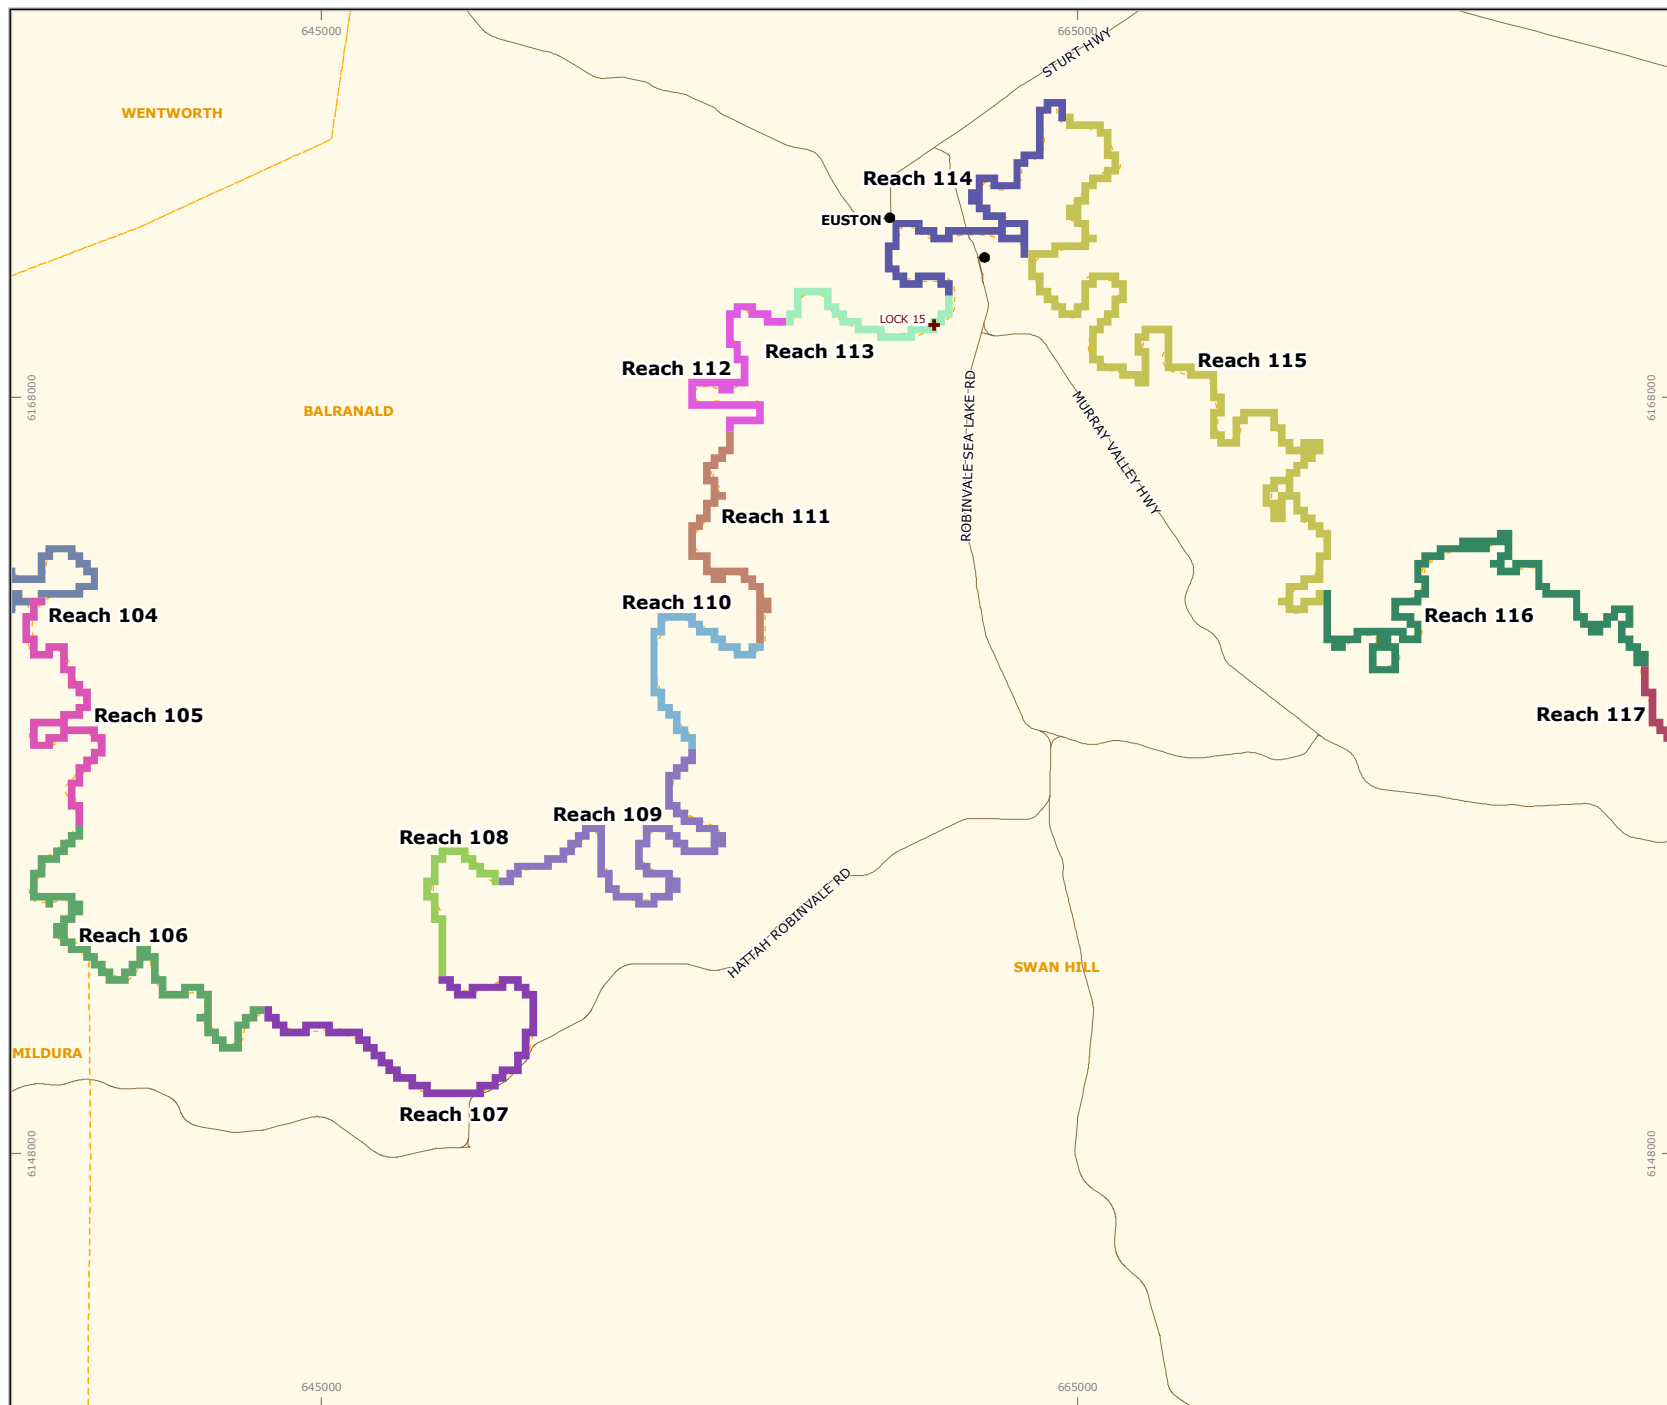 645000
665000
STURT HWY
WENTWORTH
Reach 114
EUSTON
LOCK 15
Reach 113
Reach 112
Reach 115
6168000
6168000
BALRANALD
ROBINVALE SEA LAKE RD
MURRAY VALLEY HWY
Reach 111
Reach 110
Reach 104
Reach 116
Reach 105
Reach 117
Reach 109
Reach 108
HATTAH ROBINVALE RD
Reach 106
SWAN HILL
MILDURA
Reach 107
6148000
6148000
645000
665000